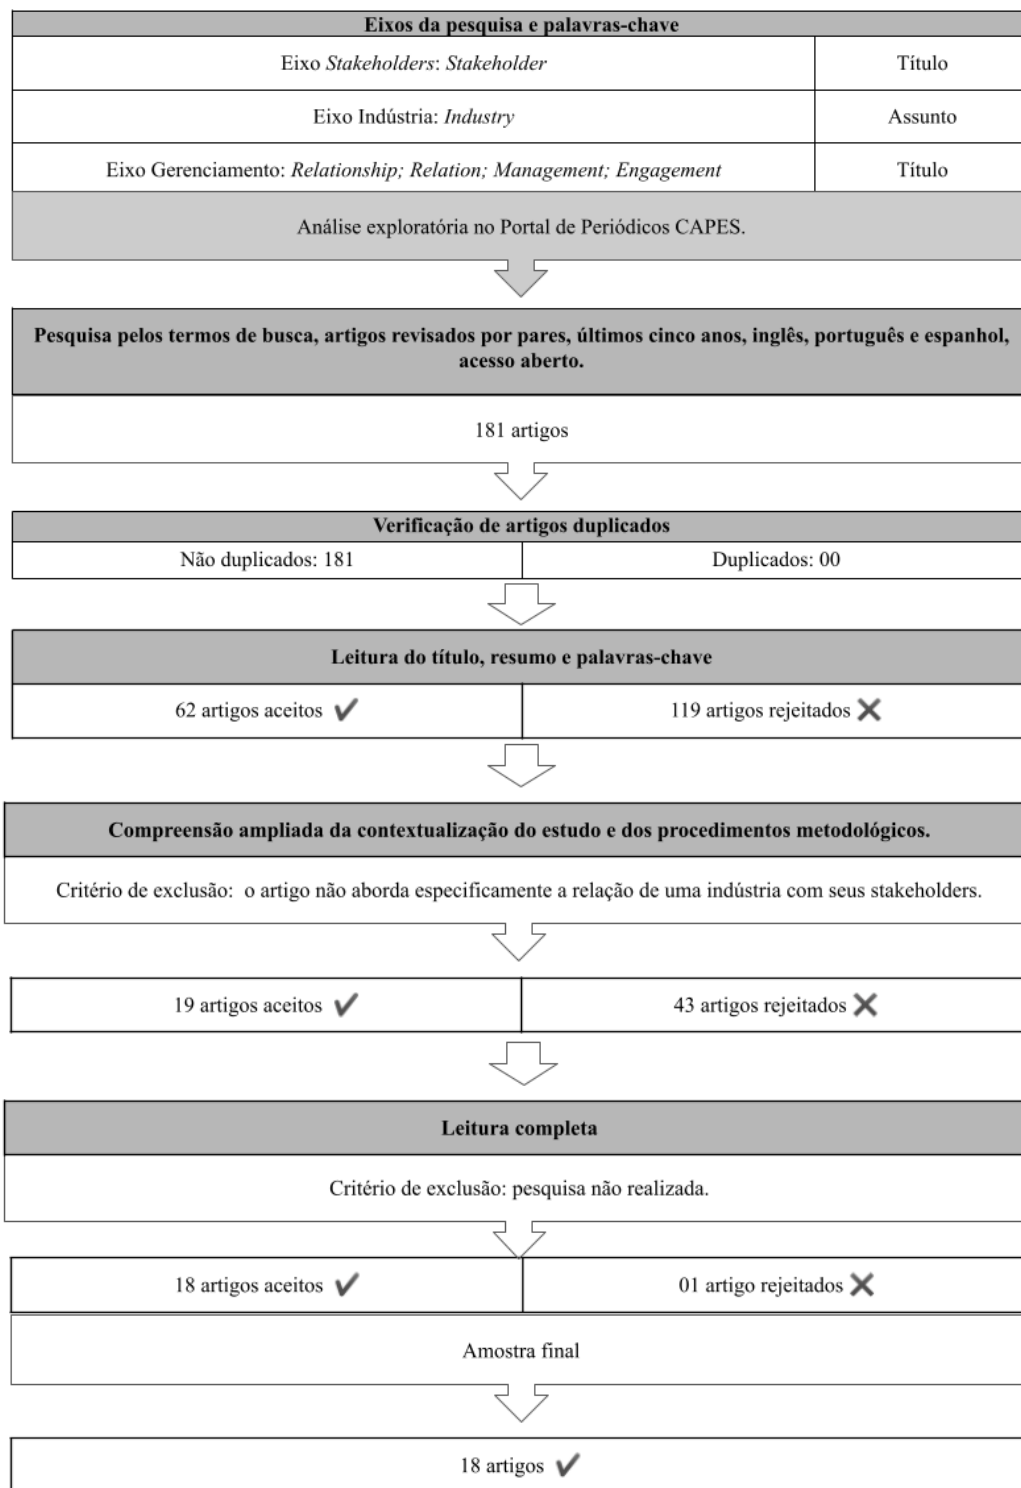 Eixos da pesquisa e palavras-chave
Eixo Stakeholders: Stakeholder
Título
Eixo Indústria: Industry
Assunto
Eixo Gerenciamento: Relationship; Relation; Management; Engagement
Título
Análise exploratória no Portal de Periódicos CAPES.
Pesquisa pelos termos de busca, artigos revisados por pares, últimos cinco anos, inglês, português e espanhol,
acesso aberto.
181 artigos
Verificação de artigos duplicados
Não duplicados: 181
Duplicados: 00
Leitura do título, resumo e palavras-chave
62 artigos aceitos ✔
119 artigos rejeitados ✖
Compreensão ampliada da contextualização do estudo e dos procedimentos metodológicos.
Critério de exclusão: o artigo não aborda especificamente a relação de uma indústria com seus stakeholders.
19 artigos aceitos ✔
43 artigos rejeitados ✖
Leitura completa
Critério de exclusão: pesquisa não realizada.
18 artigos aceitos ✔
01 artigo rejeitados ✖
Amostra final
18 artigos ✔